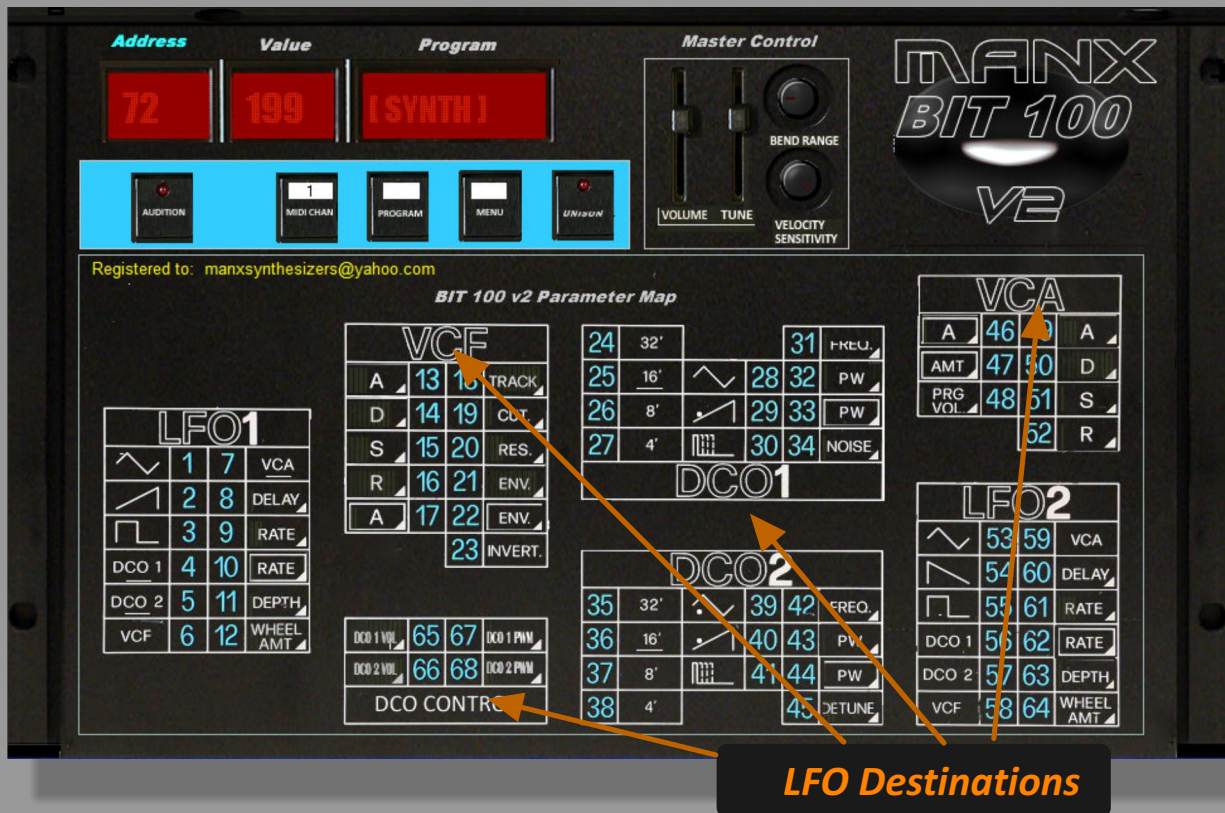 Address Value Program Master Control
MANX
BIT 100
V2
72 199 [ SYNTH ]
BEND RANGE
AUDITION
1
MIDI CHAN
PROGRAM
MENU
UNISON
VOLUME TUNE
VELOCITY
SENSITIVITY
Registered to: manxsynthesizers@yahoo.com
BIT 100 v2 Parameter Map
LFO1
1 7 VCA
2 8 DELAY
3 9 RATE
DCO 1 4 10 RATE
DCO 2 5 11 DEPTH
VCF 6 12 WHEEL
AMT
VCF
A 13 18 TRACK
D 14 19 CUT.
S 15 20 RES.
R 16 21 ENV.
A 17 22 ENV.
23 INVERT.
DCO 1 VOL 65 67 DCO 1 PWM
DCO 2 VOL 66 68 DCO 2 PWM
DCO CONTRO
24 32' 31 FREQ.
25 16' 28 32 PW
26 8' 29 33 PW
27 4' 30 34 NOISE
DCO1
DCO2
35 32' 39 42 FREQ.
36 16' 40 43 PW
37 8' 41 44 PW
38 4' 45 DETUNE
VCA
A 46 49 A
AMT 47 50 D
PRG
VOL. 48 51 S
52 R
LFO2
53 59 VCA
54 60 DELAY
55 61 RATE
DCO 1 56 62 RATE
DCO 2 57 63 DEPTH
VCF 58 64 WHEEL
AMT
LFO Destinations